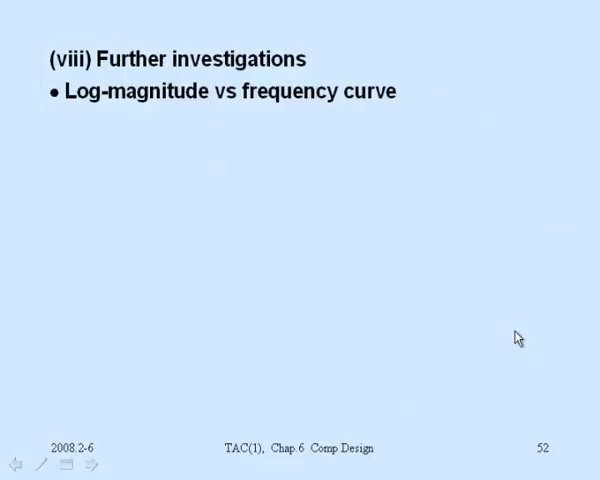 (viii) Further investigations
• Log-magnitude vs frequency curve
2008.2-6 TAC(1), Chap.6 Comp Design 52